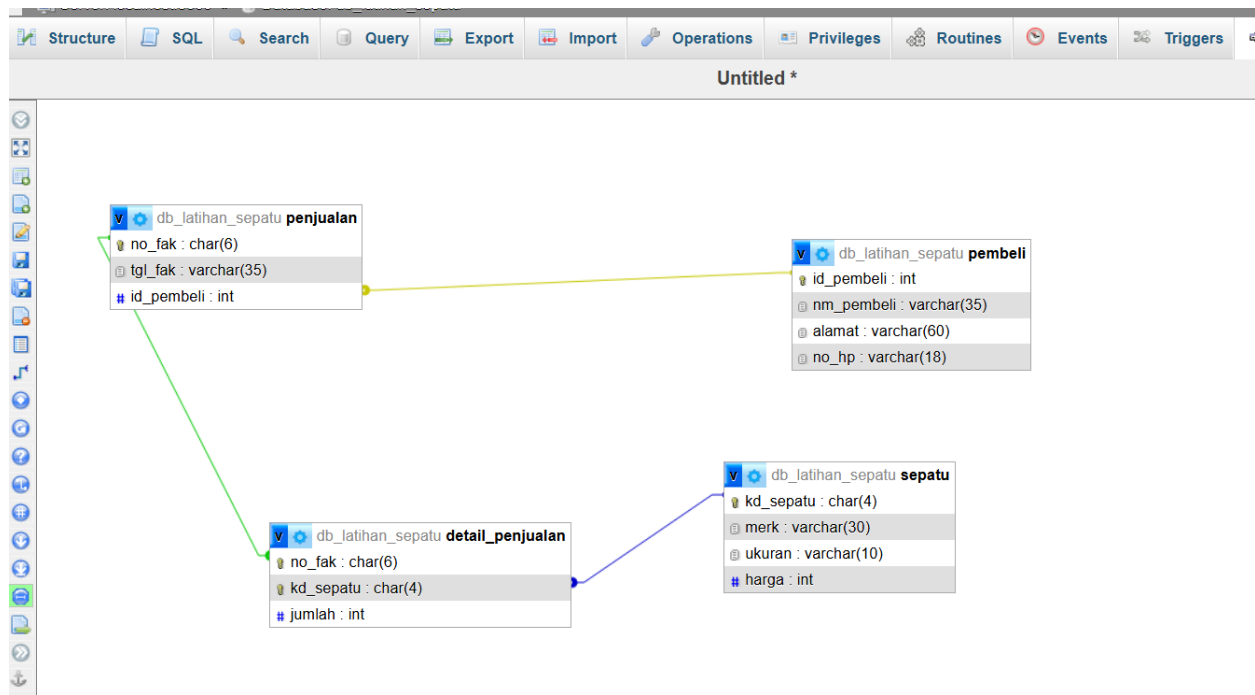 Structure SQL Search Query Export Import Operations Privileges Routines Events Triggers
Untitled *
db_latihan_sepatu penjualan
no_fak : char(6)
tgl_fak : varchar(35)
# id_pembeli : int
db_latihan_sepatu pembeli
id_pembeli : int
nm_pembeli : varchar(35)
alamat : varchar(60)
no_hp : varchar(18)
db_latihan_sepatu sepatu
kd_sepatu : char(4)
merk : varchar(30)
ukuran : varchar(10)
# harga : int
db_latihan_sepatu detail_penjualan
no_fak : char(6)
kd_sepatu : char(4)
# jumlah : int